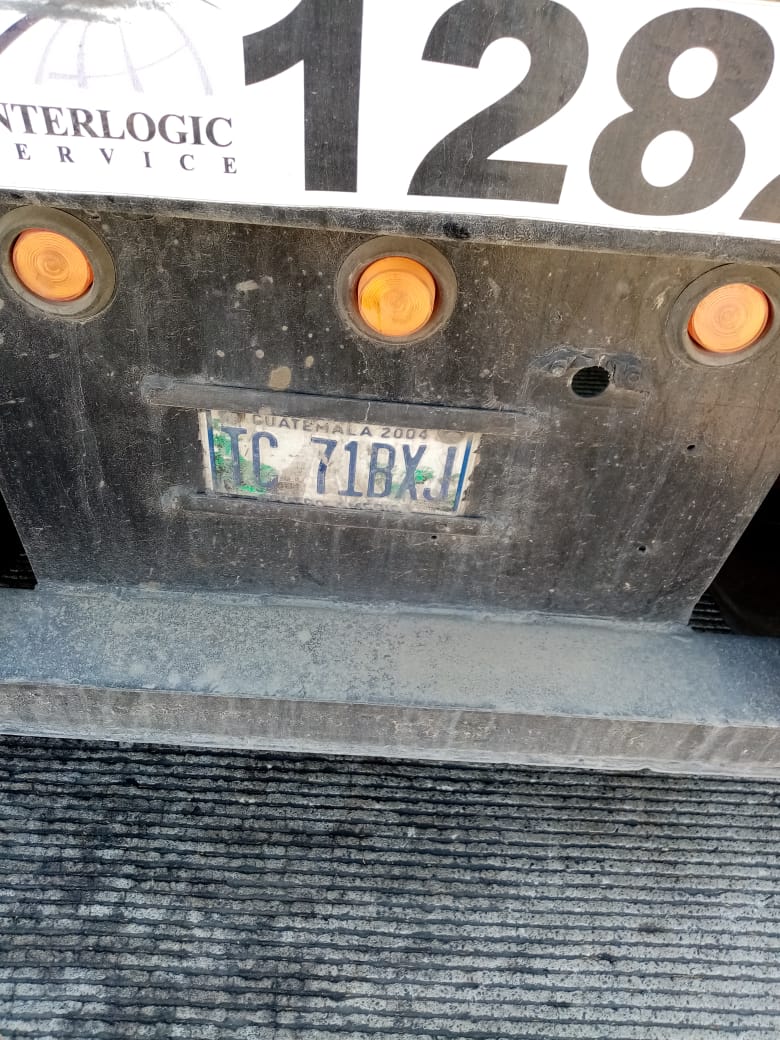 NTERLOGIC
ERVICE
128
GUATEMALA 2004
TC 71BXJ